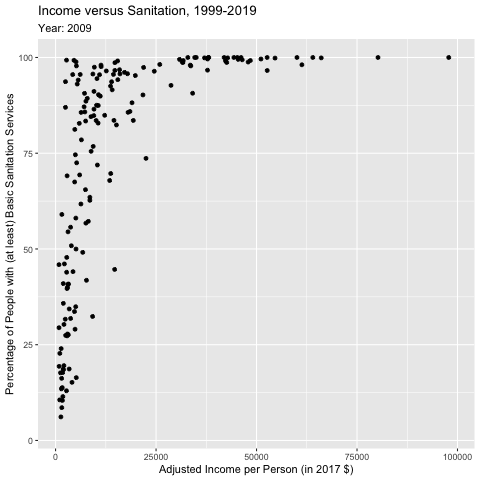 Income versus Sanitation, 1999-2019
Year: 2009
Percentage of People with (at least) Basic Sanitation Services
100
75
50
25
0
0 25000 50000 75000 100000
Adjusted Income per Person (in 2017 $)